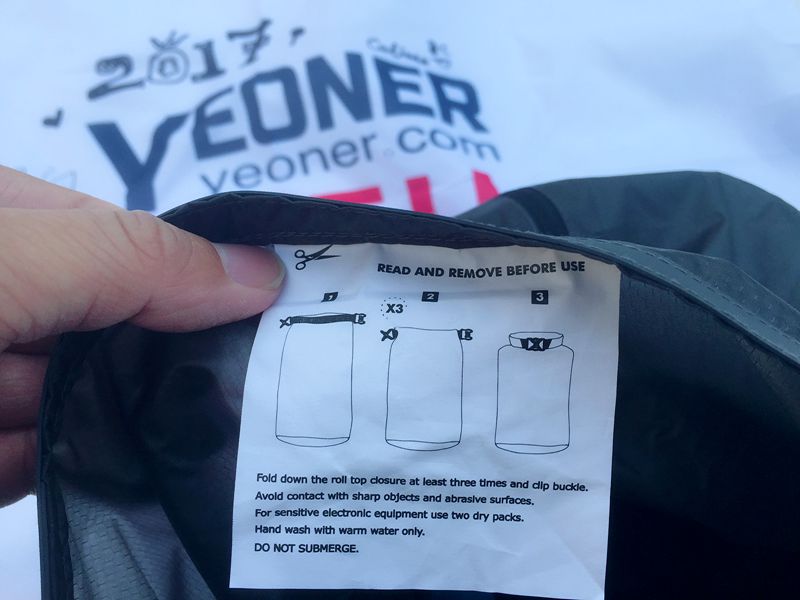 2017,
YEONER
yeoner.com
READ AND REMOVE BEFORE USE
1
X3
2
3
Fold down the roll top closure at least three times and clip buckle.
Avoid contact with sharp objects and abrasive surfaces.
For sensitive electronic equipment use two dry packs.
Hand wash with warm water only.
DO NOT SUBMERGE.